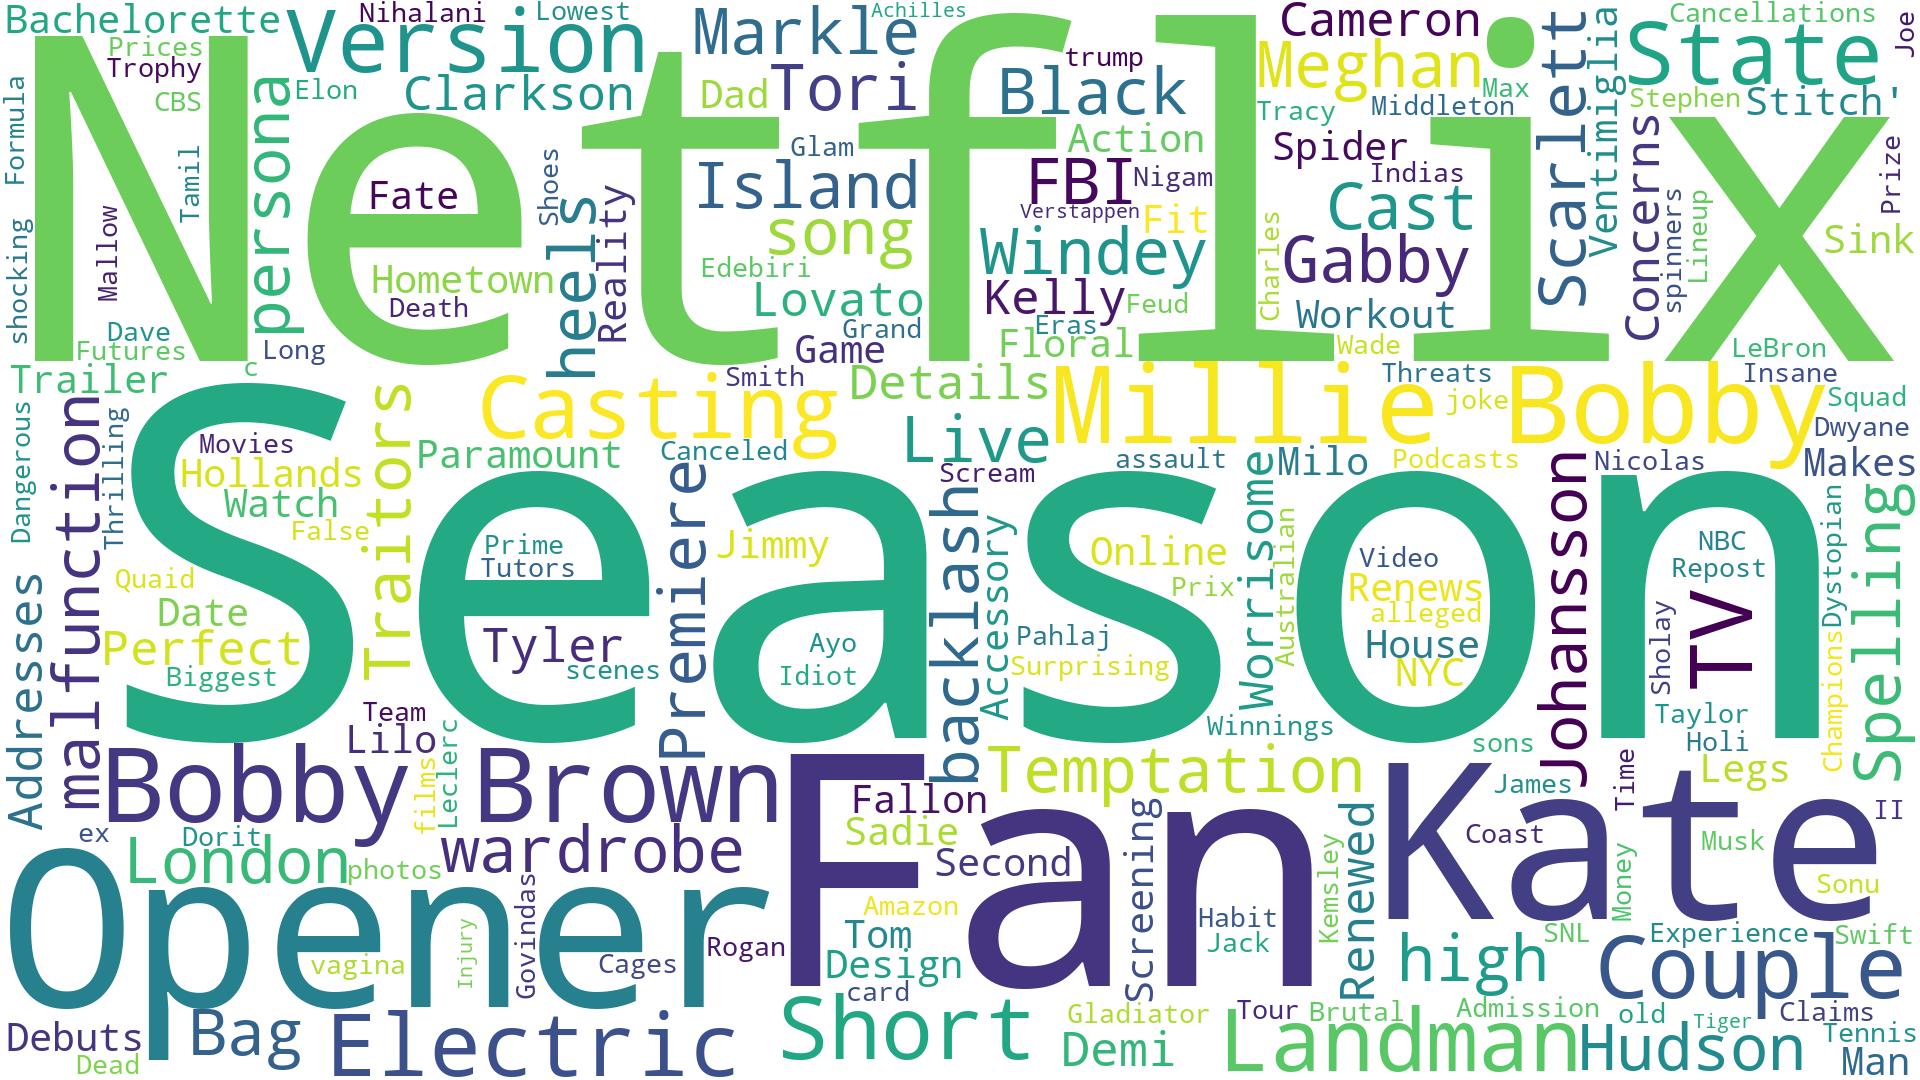 Bachelorette
Nihalani
Lowest
Achilles
Cancellations
Joe
Prices
Version
Markle
Cameron
State
Trophy
trump
Meghan
Scarlett
Ventimiglia
Netflix
CBS
persona
Elon
Clarkson
Dad
Tori
Black
Max
Tracy
Middleton
Stephen
Stitch'
Formula
Tamil
Glam
Action
Spider
Concerns
Prize
Fate
Shoes
heels
Reality
Island
FBI
Nigam
Indias
Cast
spinners
Lineup
Mallow
Verstappen
Fit
shocking
song
Windey
Charles
Gabby
Sink
Hometown
Edebiri
Death
Lovato
Kelly
Feud
Workout
Dave
Grand
Eras
Futures
Long
Game
Floral
Wade
LeBron
c
Trailer
Smith
Details
Threats
Insane
Casting
Millie
Bobby
joke
Squad
malfunction
Traitors
Dangerous
Thrilling
Live
Dwyane
Movies
Paramount
Canceled
assault
Milo
Podcasts
Nicolas
Makes
Hollands
Premiere
Scream
Worrisome
Johansson
Season
Watch
backlash
Dystopian
Spelling
False
Prime
Jimmy
Accessory
Online
Australian
Video
NBC
Tutors
Repost
Quaid
Prix
Renews
Addresses
Date
alleged
TV
Sholay
Perfect
Tyler
Ayo
Pahlaj
House
Champions
Biggest
scenes
Idiot
Surprising
NYC
Team
Winnings
Taylor
Lilo
Leclerc
sons
Holi
Bobby
Brown
Temptation
Legs
films
Fallon
James
Time
Kate
II
ex
Dorit
Sadie
Screening
Renewed
Coast
Musk
London
photos
wardrobe
Fan
Second
Kemsley
Money
Sonu
Opener
Govindas
Amazon
Habit
Injury
Tom
Jack
SNL
Experience
Swift
Rogan
vagina
Cages
Design
high
Couple
card
Debuts
Bag
Electric
Short
Gladiator
Tour
Brutal
Admission
old
Tiger
Claims
Tennis
Dead
Demi
Landman
Hudson
Man